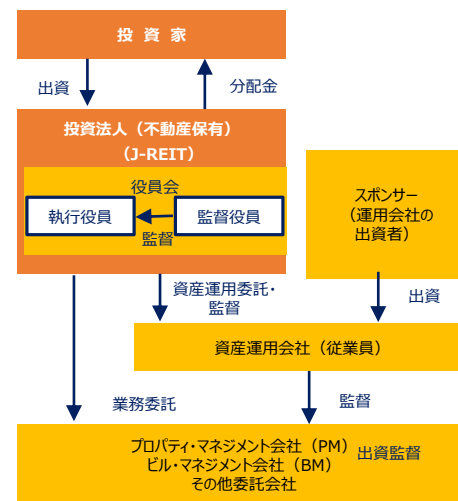 投 資 家
出資
分配金
投資法人（不動産保有）
（J-REIT）
役員会
執行役員
監督役員
監督
スポンサー
（運用会社の
出資者）
資産運用委託・
監督
出資
資産運用会社（従業員）
業務委託
監督
プロパティ・マネジメント会社（PM）
出資監督
ビル・マネジメント会社（BM）
その他委託会社